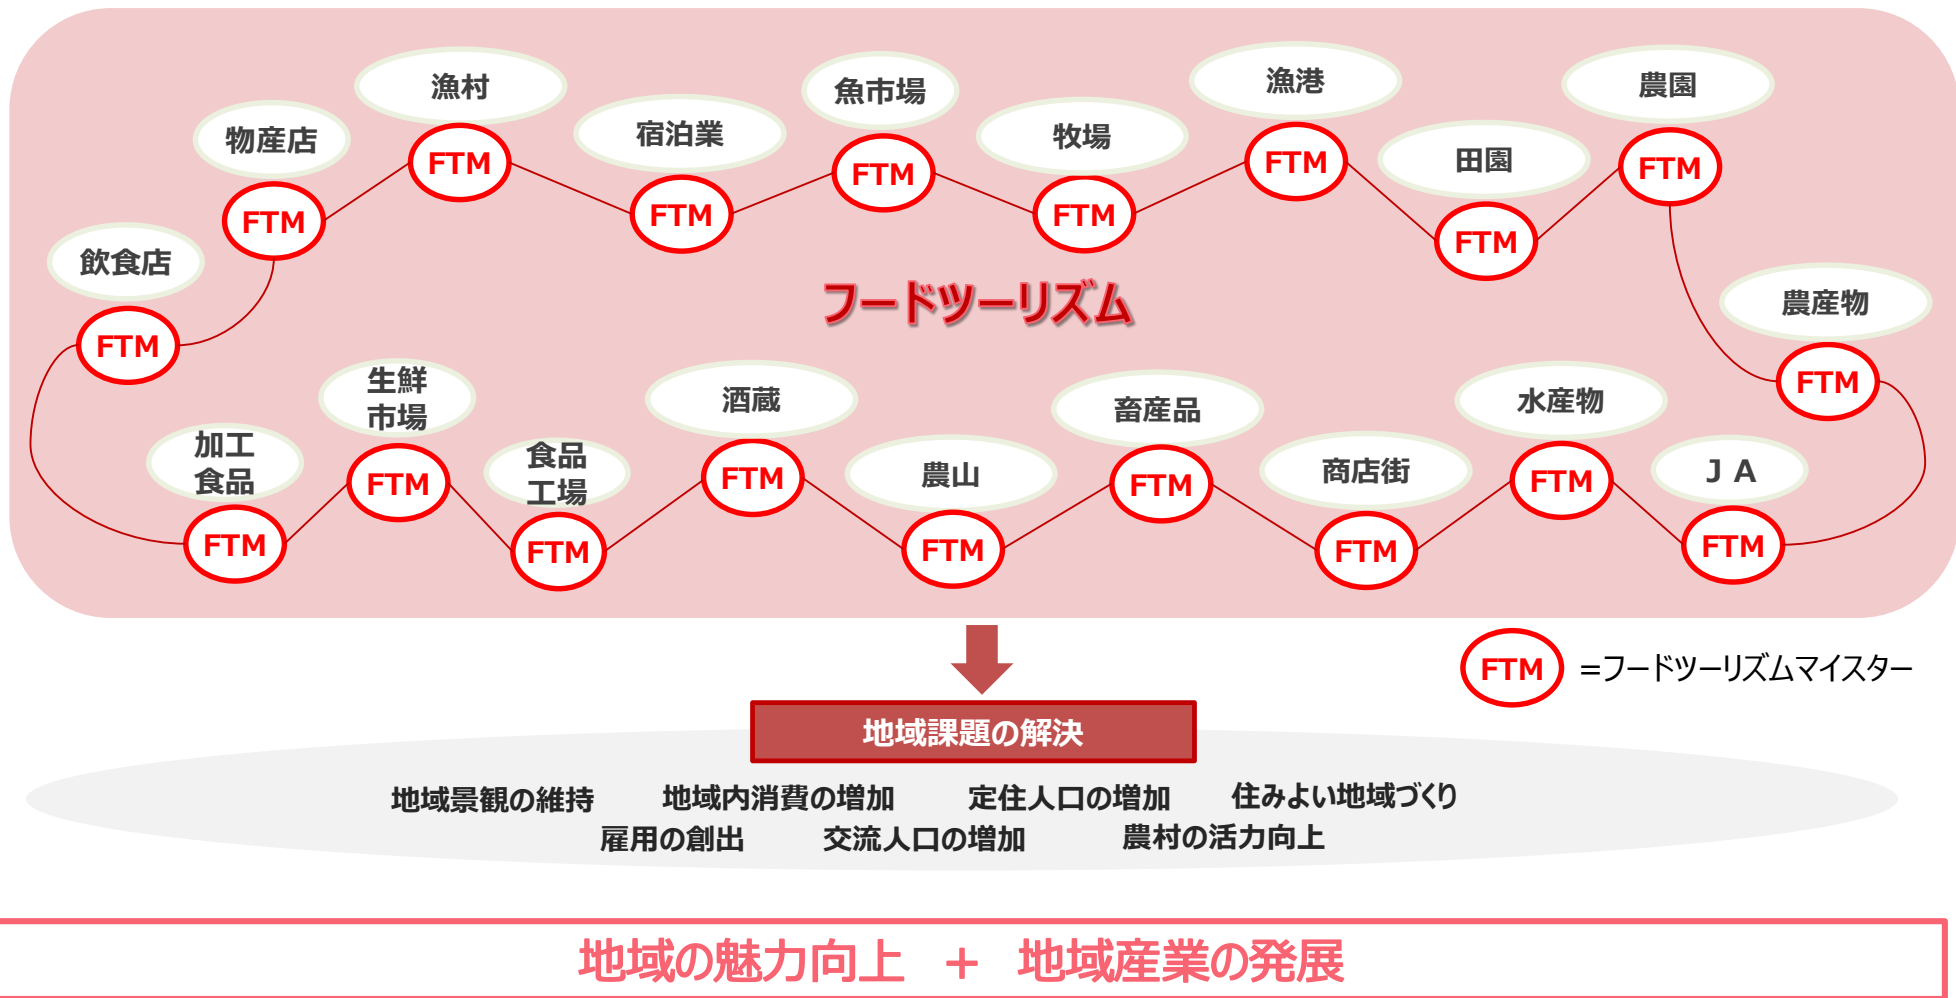 漁村
魚市場
漁港
農園
物産店
宿泊業
牧場
田園
FTM
FTM
FTM
FTM
FTM
FTM
FTM
FTM
飲食店
フードツーリズム
農産物
FTM
FTM
生鮮
市場
酒蔵
畜産品
水産物
加工
食品
食品
工場
農山
商店街
ＪＡ
FTM
FTM
FTM
FTM
FTM
FTM
FTM
FTM
FTM
FTM =フードツーリズムマイスター
地域課題の解決
地域景観の維持 地域内消費の増加 定住人口の増加 住みよい地域づくり
雇用の創出 交流人口の増加 農村の活力向上
地域の魅力向上 ＋ 地域産業の発展